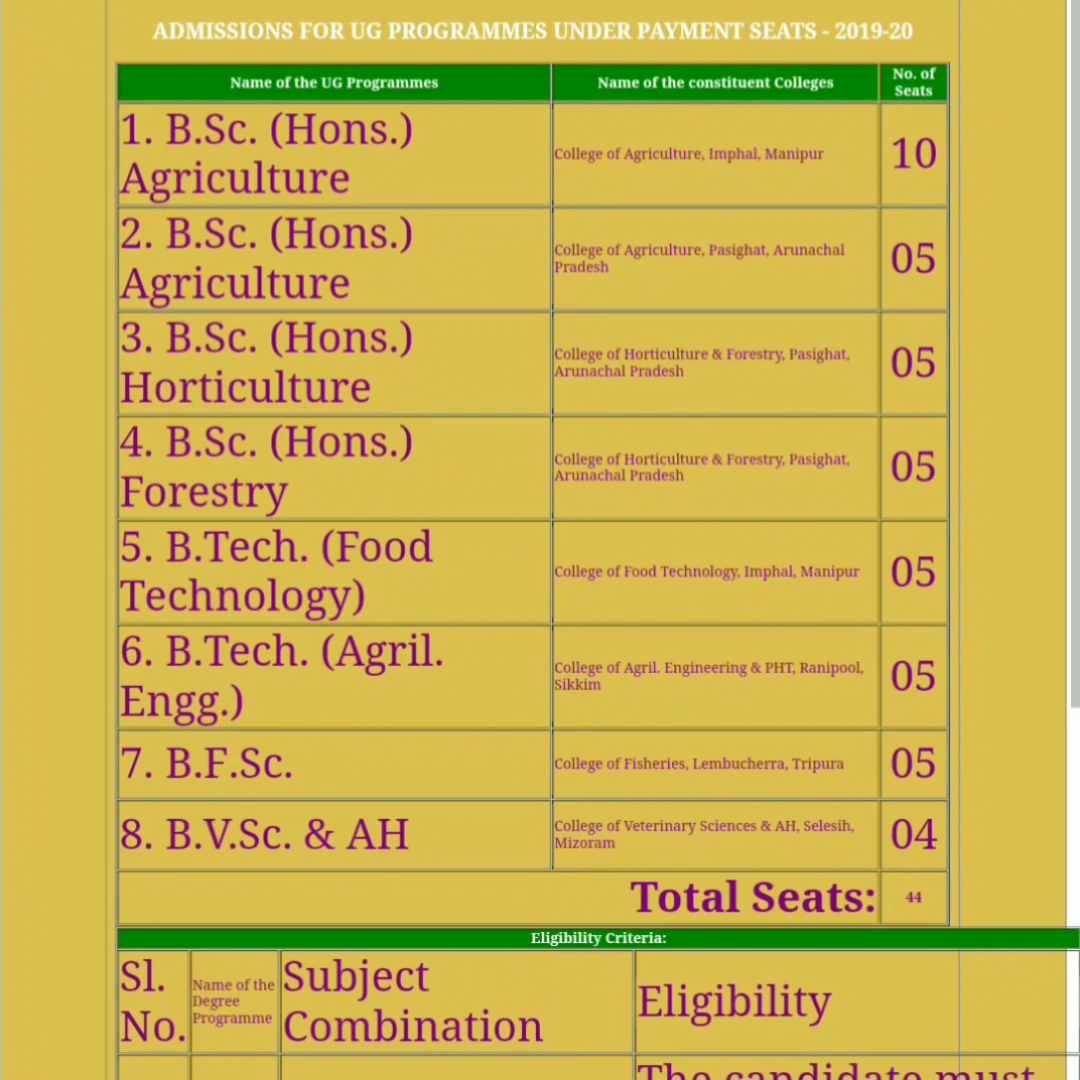 ADMISSIONS FOR UG PROGRAMMES UNDER PAYMENT SEATS - 2019-20
Name of the UG Programmes
Name of the constituent Colleges
No. of
Seats
1. B.Sc. (Hons.)
Agriculture
College of Agriculture, Imphal, Manipur
10
2. B.Sc. (Hons.)
Agriculture
College of Agriculture, Pasighat, Arunachal
Pradesh
05
3. B.Sc. (Hons.)
Horticulture
College of Horticulture & Forestry, Pasighat,
Arunachal Pradesh
05
4. B.Sc. (Hons.)
Forestry
College of Horticulture & Forestry, Pasighat,
Arunachal Pradesh
05
5. B.Tech. (Food
Technology)
College of Food Technology, Imphal, Manipur
05
6. B.Tech. (Agril.
Engg.)
College of Agril. Engineering & PHT, Ranipool,
Sikkim
05
7. B.F.Sc.
College of Fisheries, Lembucherra, Tripura
05
8. B.V.Sc. & AH
College of Veterinary Sciences & AH, Selesih,
Mizoram
04
Total Seats:
44
Eligibility Criteria:
Sl.
No.
Name of the
Degree
Programme
Subject
Combination
Eligibility
The candidate must